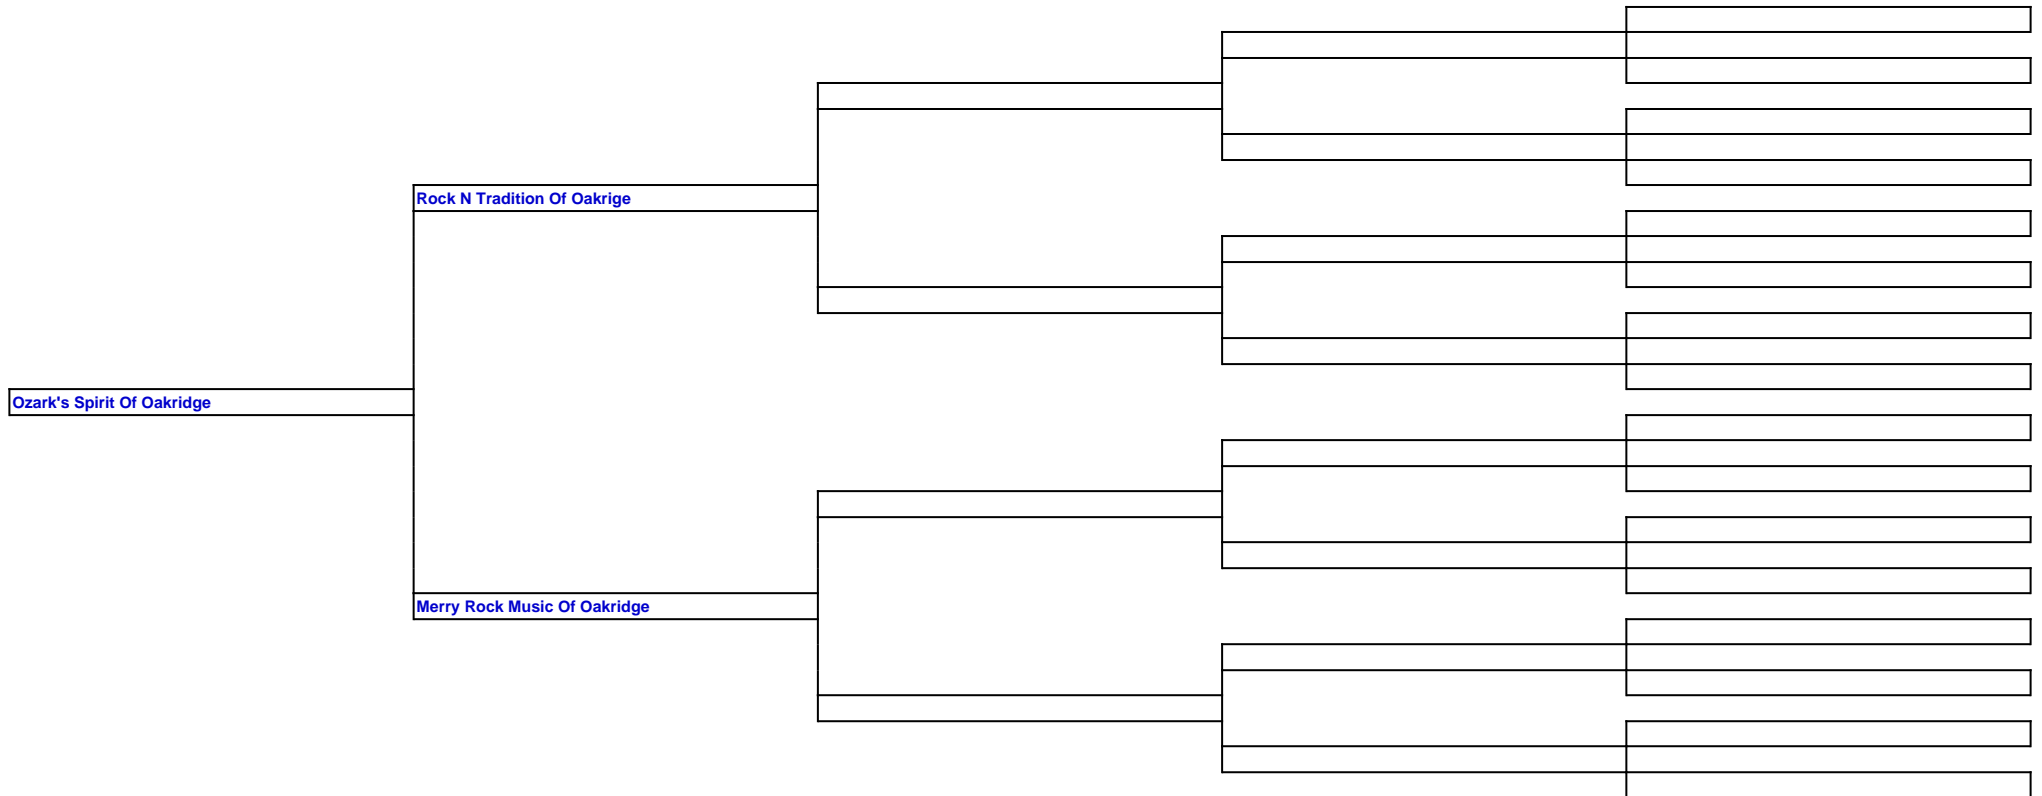 Rock N Tradition Of Oakrige
Ozark's Spirit Of Oakridge
Merry Rock Music Of Oakridge